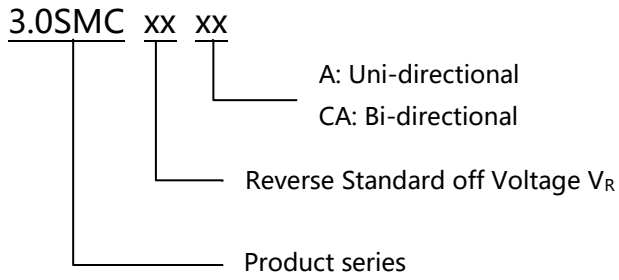 3.0SMC xx xx
A: Uni-directional
CA: Bi-directional
Reverse Standard off Voltage VR
Product series